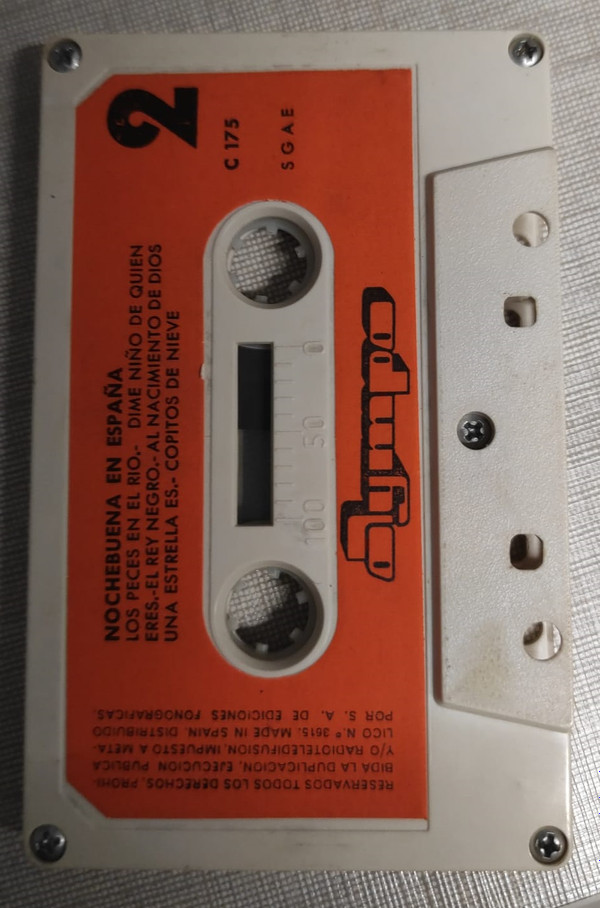 2
C 175
SGAE
NOCHEBUENA EN ESPAÑA
LOS PECES EN EL RIO.- DIME NIÑO DE QUIEN
ERES.-EL REY NEGRO.- AL NACIMIENTO DE DIOS
UNA ESTRELLA ES.- COPITOS DE NIEVE
100 50 0
Olympo
RESERVADOS TODOS LOS DERECHOS. PROHI-
BIDA LA DUPLICACION, EJECUCION PUBLICA
Y/O RADIOTELEDIFUSION. IMPUESTO A META-
LICO N.º 3615. MADE IN SPAIN. DISTRIBUIDO
POR S. A. DE EDICIONES FONOGRAFICAS.